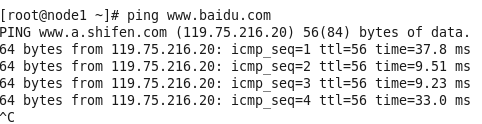 [root@node1 ~]# ping www.baidu.com
PING www.a.shifen.com (119.75.216.20) 56(84) bytes of data.
64 bytes from 119.75.216.20: icmp_seq=1 ttl=56 time=37.8 ms
64 bytes from 119.75.216.20: icmp_seq=2 ttl=56 time=9.51 ms
64 bytes from 119.75.216.20: icmp_seq=3 ttl=56 time=9.23 ms
64 bytes from 119.75.216.20: icmp_seq=4 ttl=56 time=33.0 ms
^C